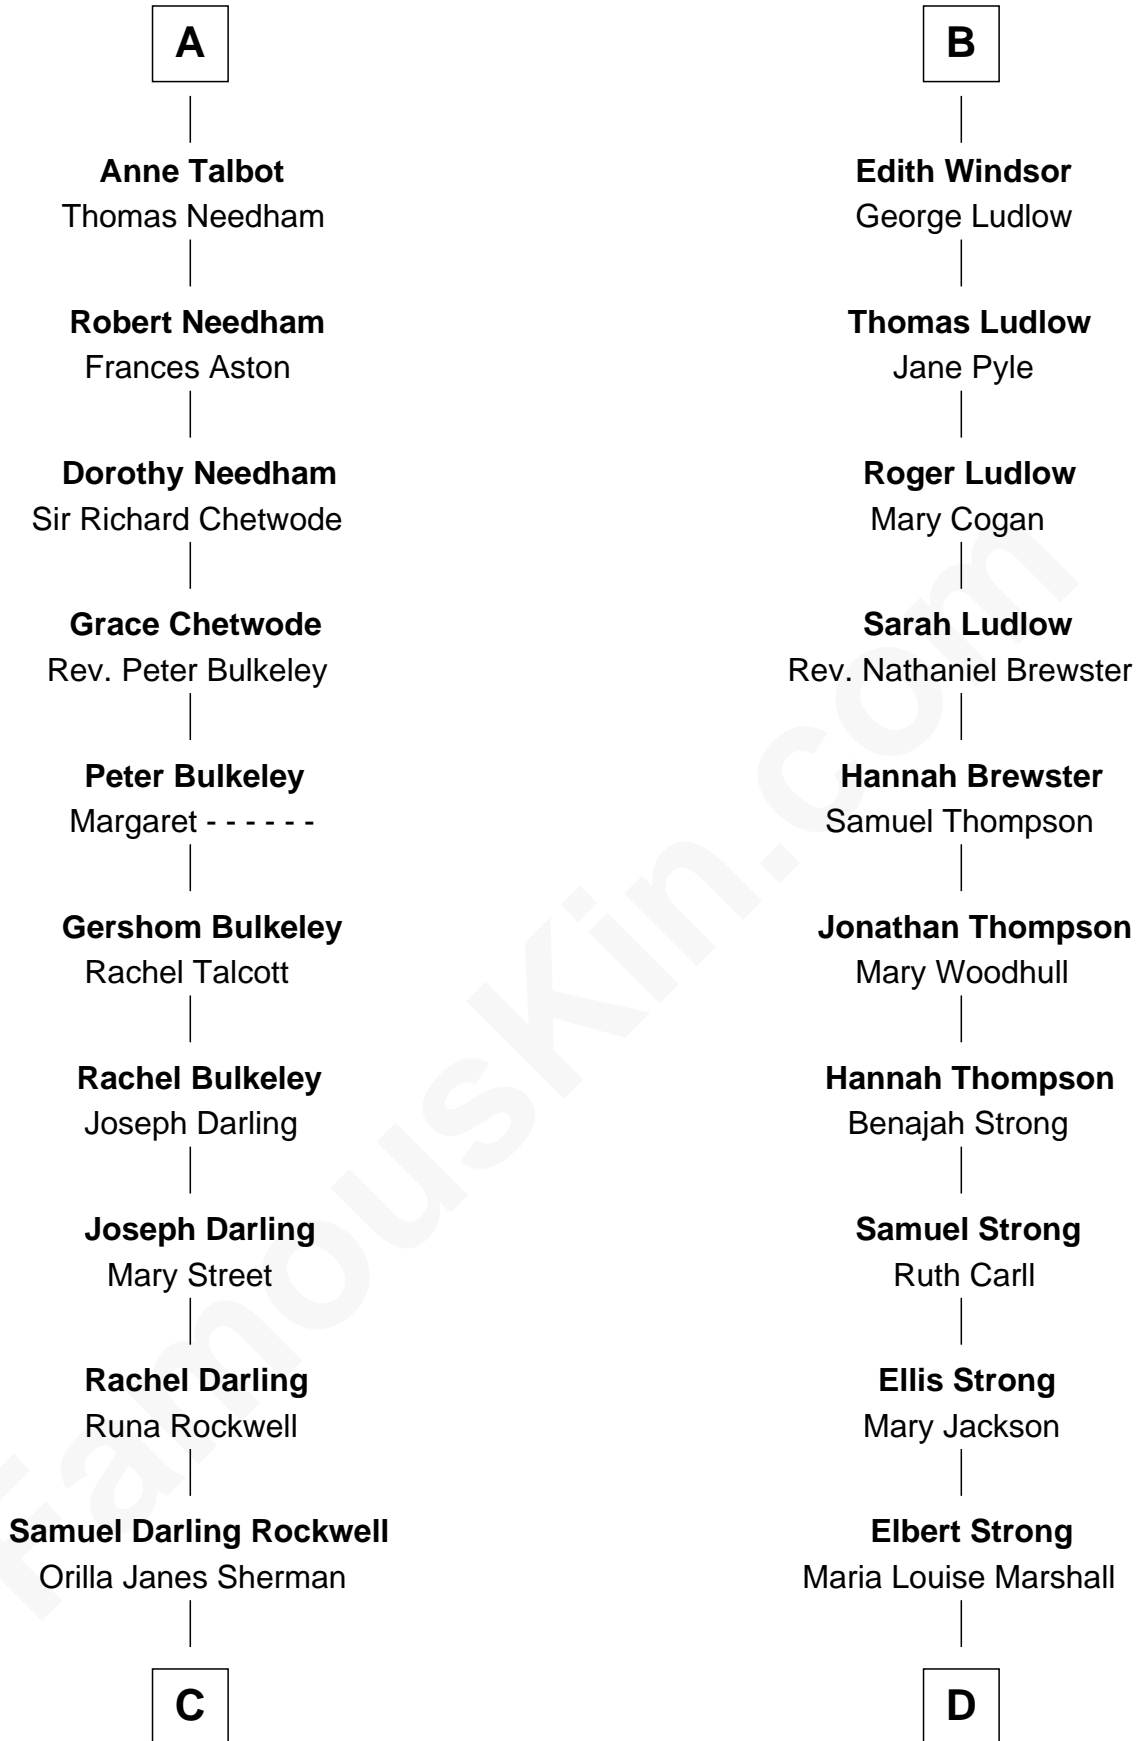 A
Anne Talbot
Thomas Needham
Robert Needham
Frances Aston
Dorothy Needham
Sir Richard Chetwode
Grace Chetwode
Rev. Peter Bulkeley
Peter Bulkeley
Margaret - - - - - -
Gershom Bulkeley
Rachel Talcott
Rachel Bulkeley
Joseph Darling
Joseph Darling
Mary Street
Rachel Darling
Runa Rockwell
Samuel Darling Rockwell
Orilla Janes Sherman
C
B
Edith Windsor
George Ludlow
Thomas Ludlow
Jane Pyle
Roger Ludlow
Mary Cogan
Sarah Ludlow
Rev. Nathaniel Brewster
Hannah Brewster
Samuel Thompson
Jonathan Thompson
Mary Woodhull
Hannah Thompson
Benajah Strong
Samuel Strong
Ruth Carll
Ellis Strong
Mary Jackson
Elbert Strong
Maria Louise Marshall
D
FamousKin.com